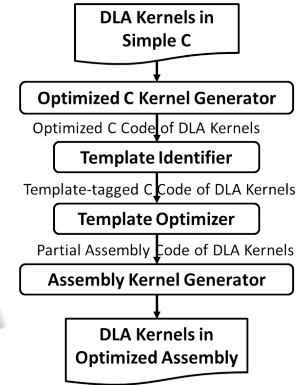 DLA Kernels in
Simple C
Optimized C Kernel Generator
Optimized C Code of DLA Kernels
Template Identifier
Template-tagged C Code of DLA Kernels
Template Optimizer
Partial Assembly Code of DLA Kernels
Assembly Kernel Generator
DLA Kernels in
Optimized Assembly